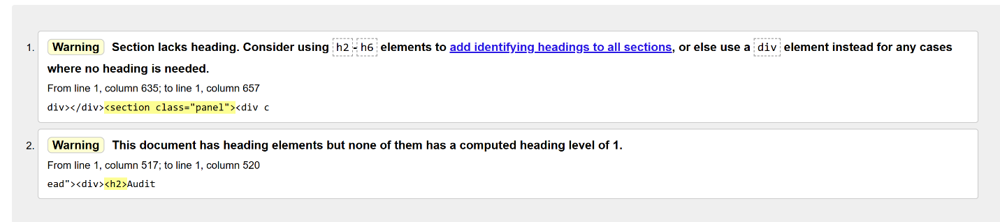 1. Warning Section lacks heading. Consider using h2-h6 elements to add identifying headings to all sections, or else use a div element instead for any cases
where no heading is needed.
From line 1, column 635; to line 1, column 657
div></div><section class="panel"><div c
2. Warning This document has heading elements but none of them has a computed heading level of 1.
From line 1, column 517; to line 1, column 520
ead"><div><h2>Audit